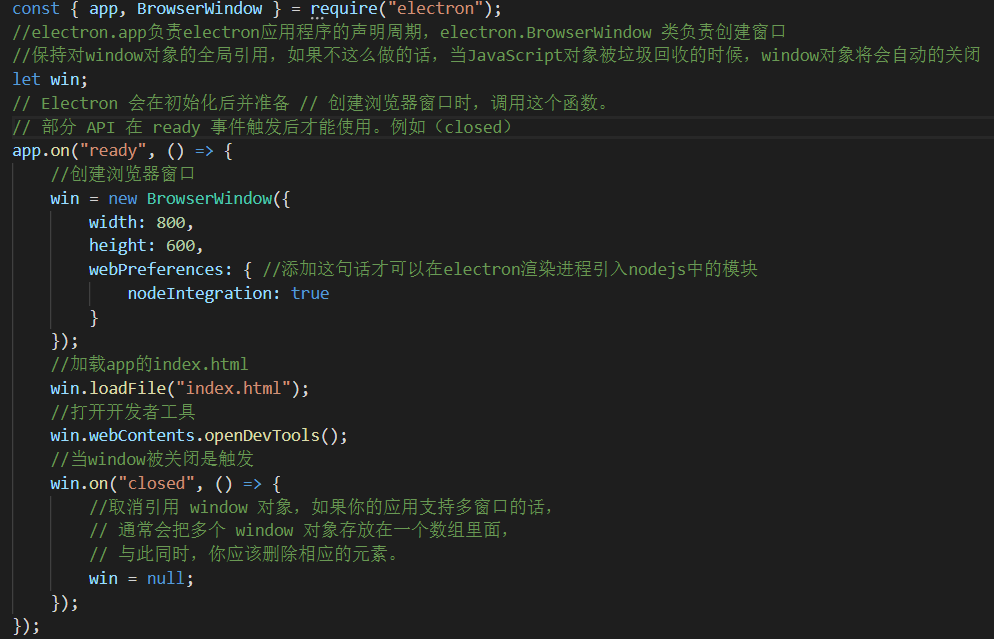 const { app, BrowserWindow } = require("electron");
//electron.app负责electron应用程序的声明周期，electron.BrowserWindow 类负责创建窗口
//保持对window对象的全局引用，如果不这么做的话，当JavaScript对象被垃圾回收的时候，window对象将会自动的关闭
let win;
// Electron 会在初始化后并准备 // 创建浏览器窗口时，调用这个函数。
// 部分 API 在 ready 事件触发后才能使用。例如（closed）
app.on("ready", () => {
    //创建浏览器窗口
    win = new BrowserWindow({
        width: 800,
        height: 600,
        webPreferences: { //添加这句话才可以在electron渲染进程引入nodejs中的模块
            nodeIntegration: true
        }
    });
    //加载app的index.html
    win.loadFile("index.html");
    //打开开发者工具
    win.webContents.openDevTools();
    //当window被关闭是触发
    win.on("closed", () => {
        //取消引用 window 对象，如果你的应用支持多窗口的话，
        // 通常会把多个 window 对象存放在一个数组里面，
        // 与此同时，你应该删除相应的元素。
        win = null;
    });
});